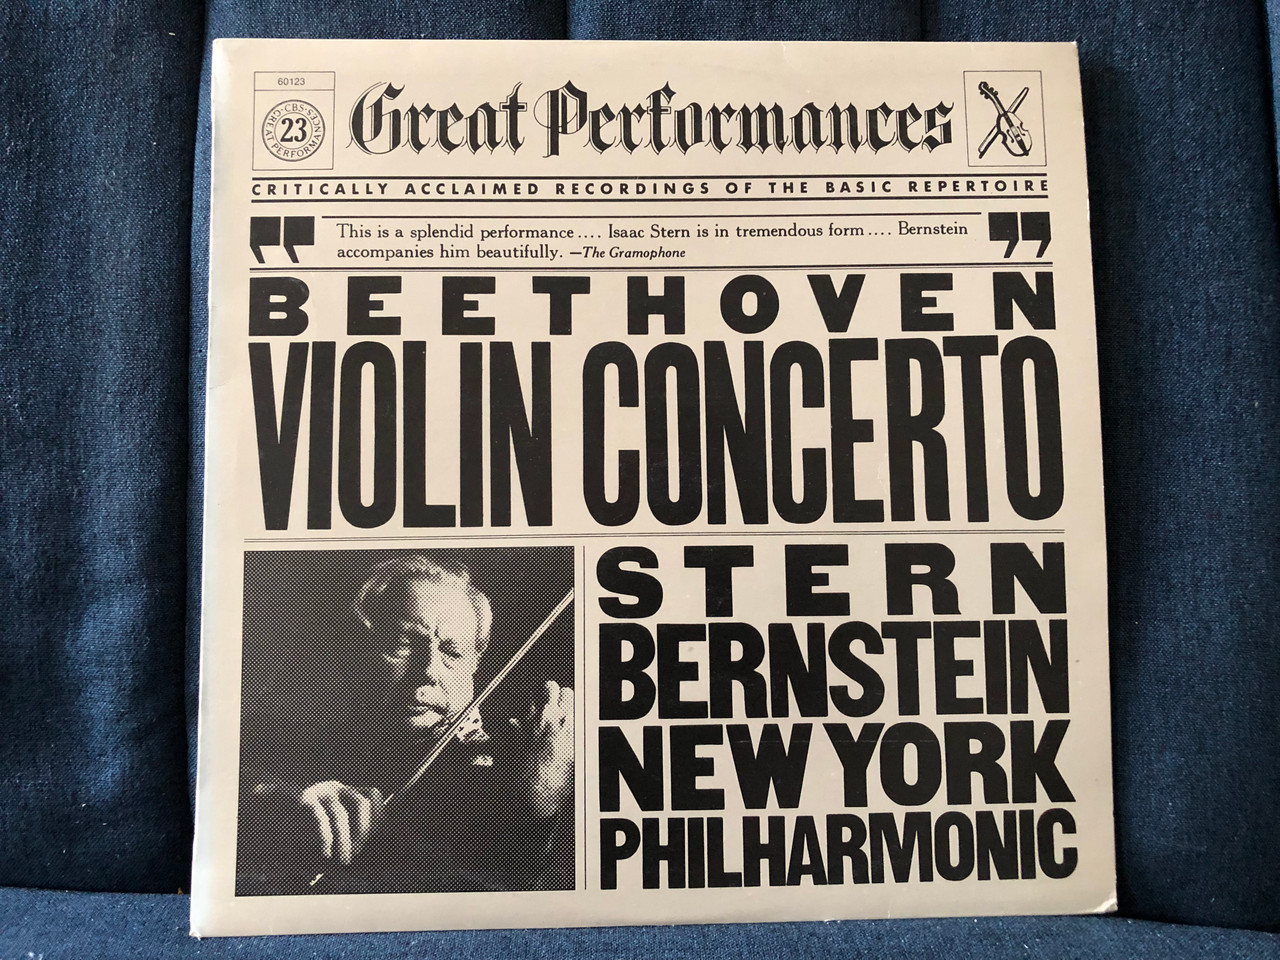 60123
CBS GREAT PERFORMANCES
23
Great Performances
CRITICALLY ACCLAIMED RECORDINGS OF THE BASIC REPERTOIRE
"This is a splendid performance.... Isaac Stern is in tremendous form.... Bernstein
accompanies him beautifully. —The Gramophone"
BEETHOVEN
VIOLIN CONCERTO
STERN
BERNSTEIN
NEW YORK
PHILHARMONIC